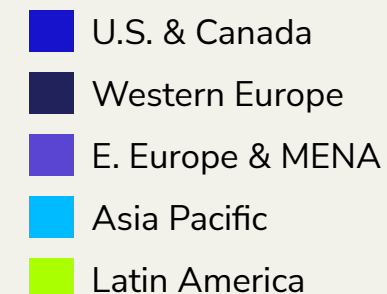 U.S. & Canada
Western Europe
E. Europe & MENA
Asia Pacific
Latin America